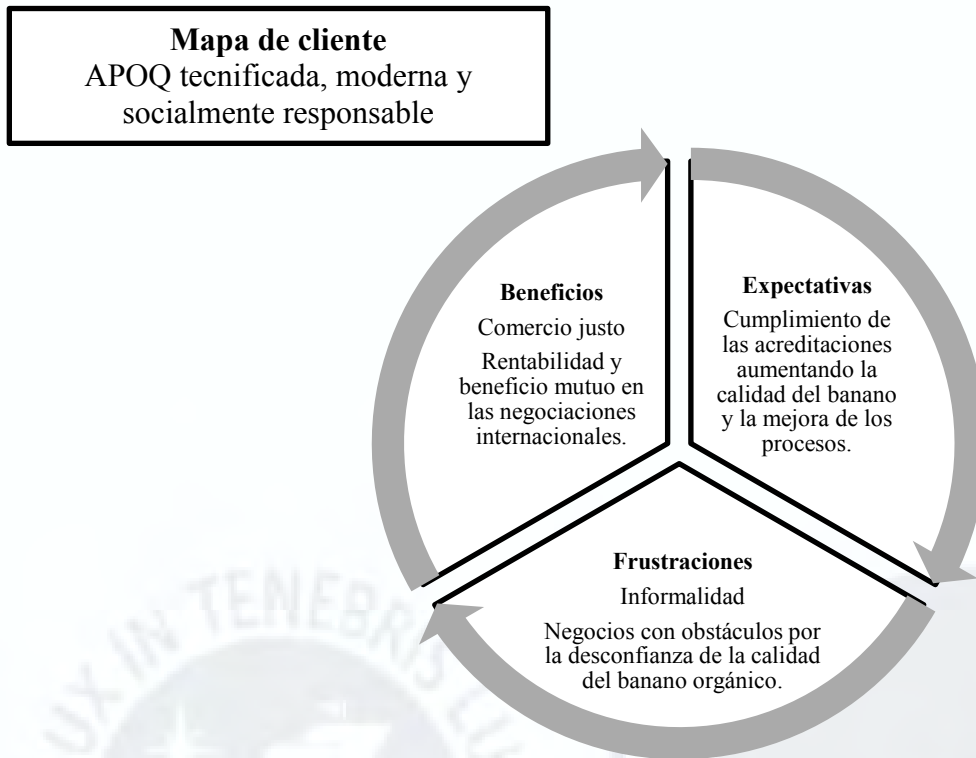 Mapa de cliente
APOQ tecnificada, moderna y
socialmente responsable
Beneficios
Comercio justo
Rentabilidad y
beneficio mutuo en
las negociaciones
internacionales.
Expectativas
Cumplimiento de
las acreditaciones
aumentando la
calidad del banano
y la mejora de los
procesos.
Frustraciones
Informalidad
Negocios con obstáculos por
la desconfianza de la calidad
del banano orgánico.
IN TENEBRIS